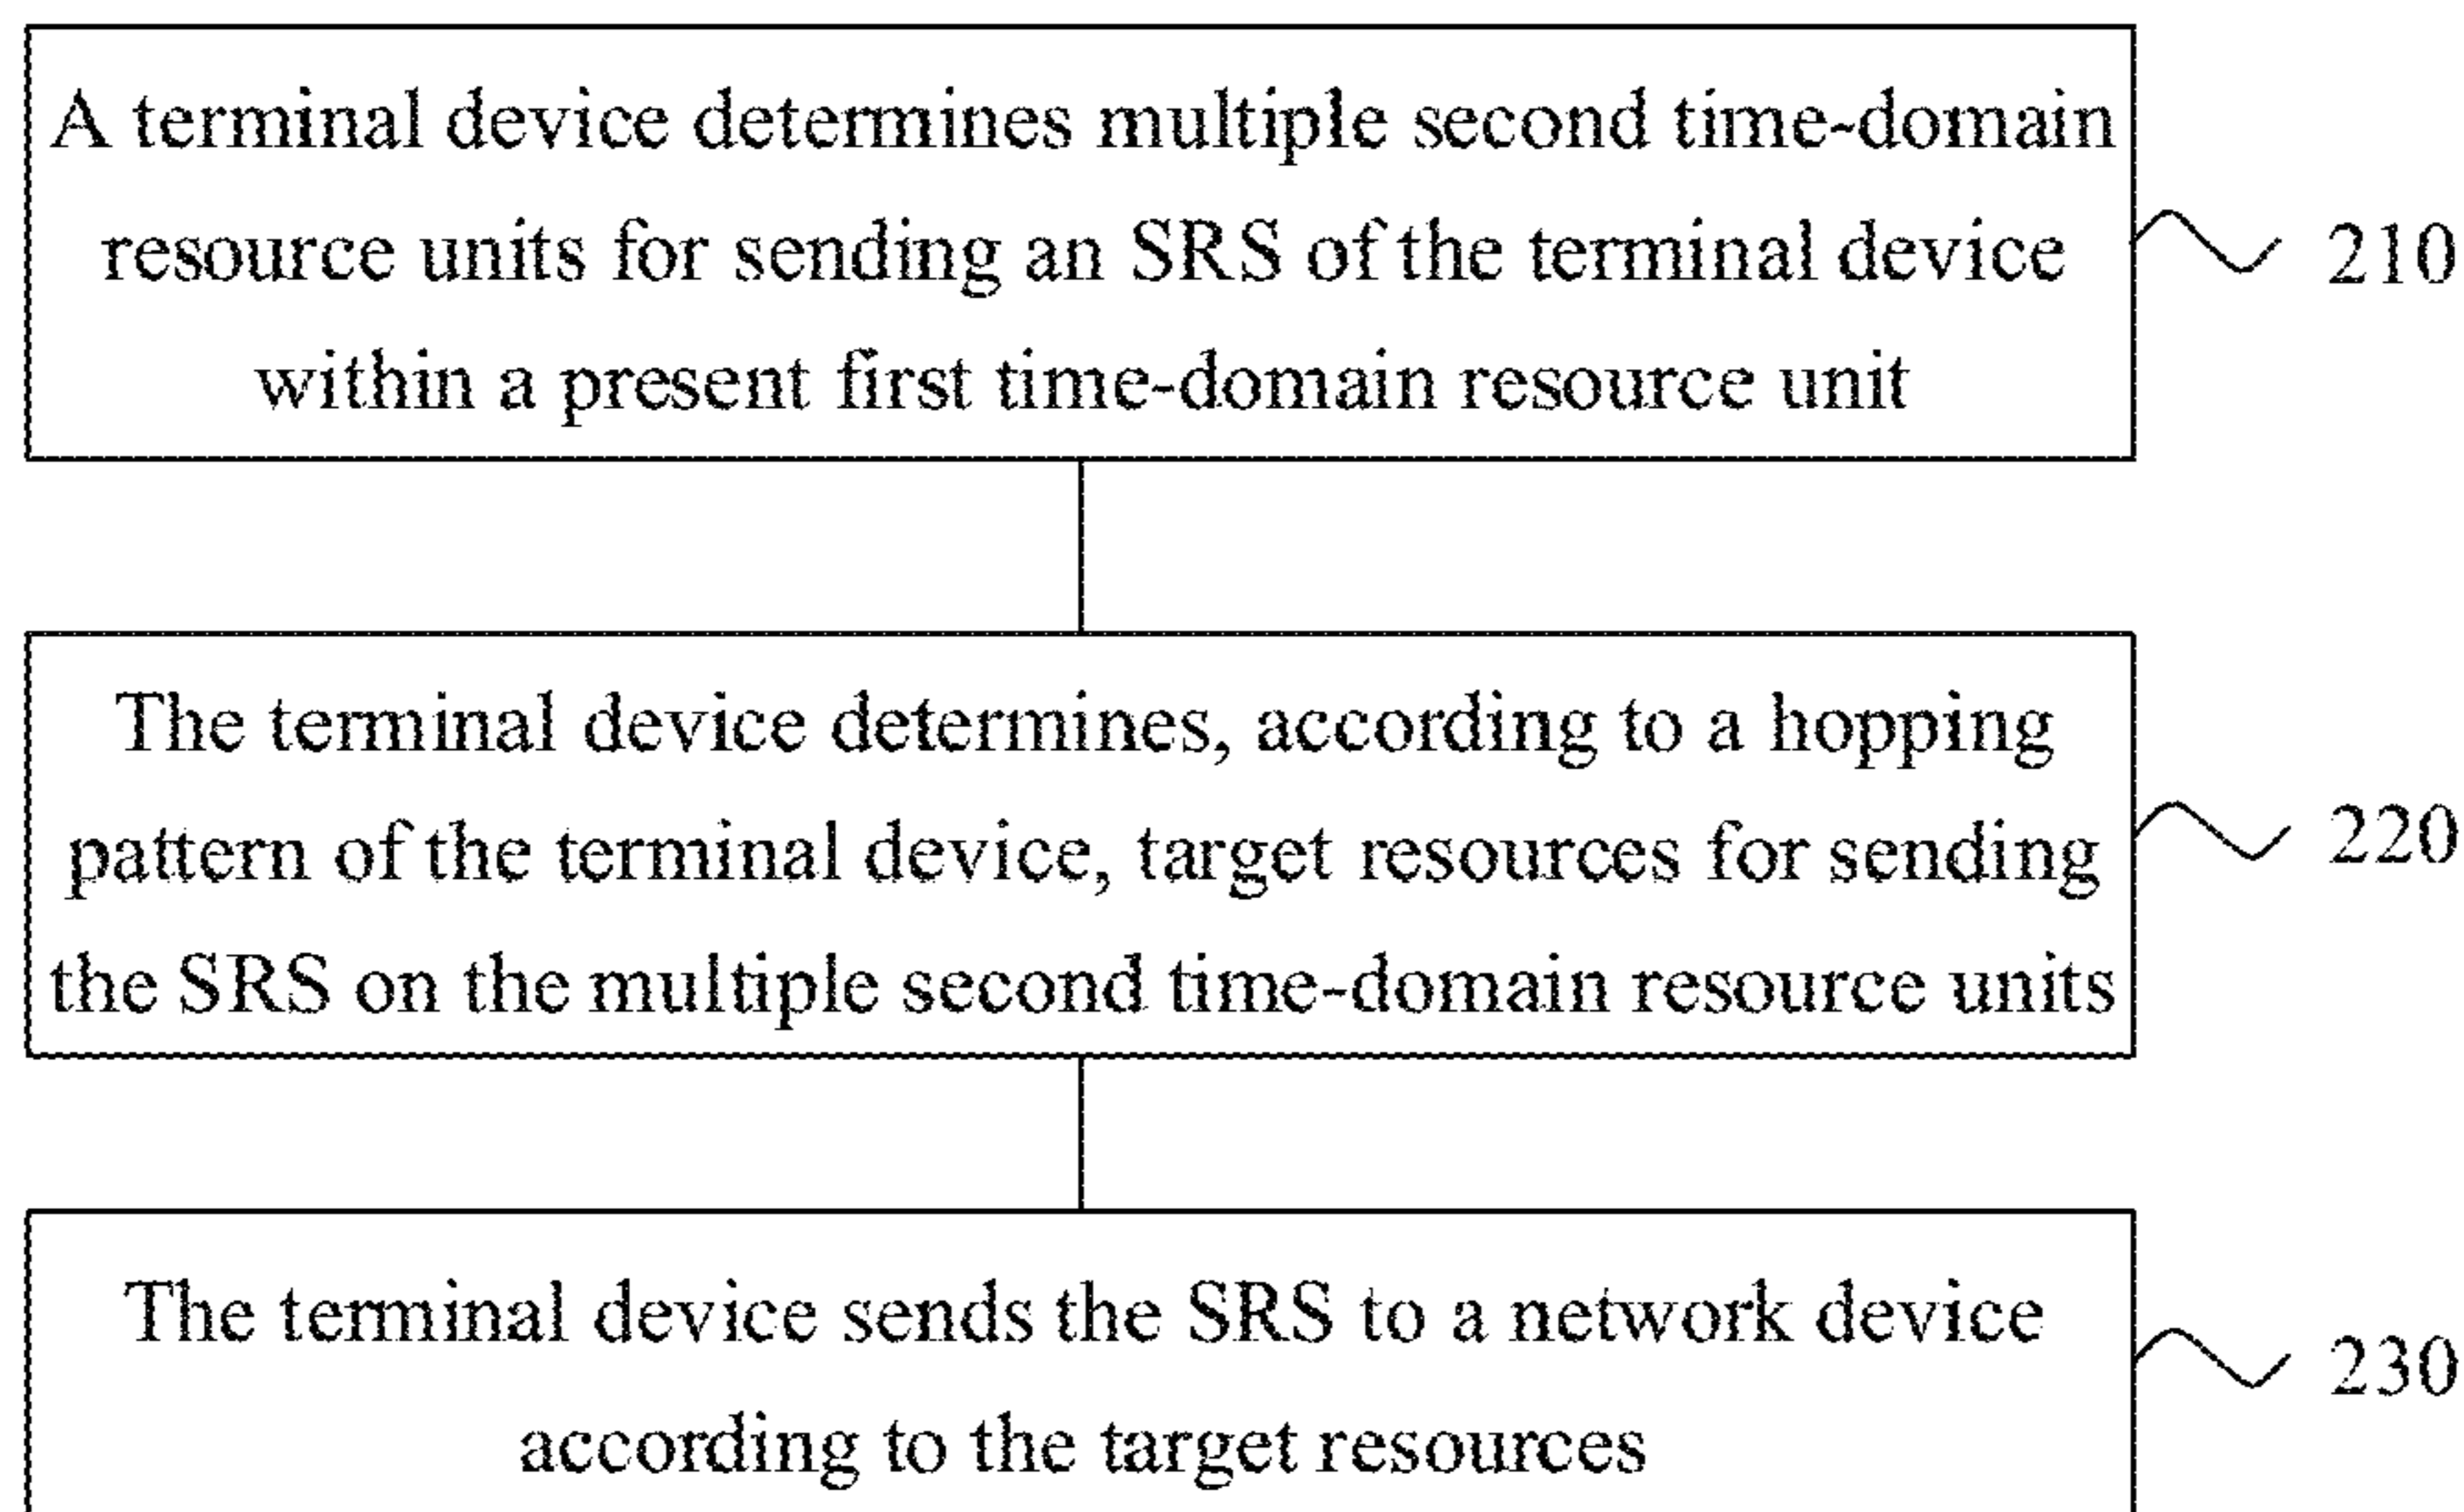 A terminal device determines multiple second time-domain
resource units for sending an SRS of the terminal device
within a present first time-domain resource unit
210
The terminal device determines, according to a hopping
pattern of the terminal device, target resources for sending
the SRS on the multiple second time-domain resource units
220
The terminal device sends the SRS to a network device
according to the target resources
230